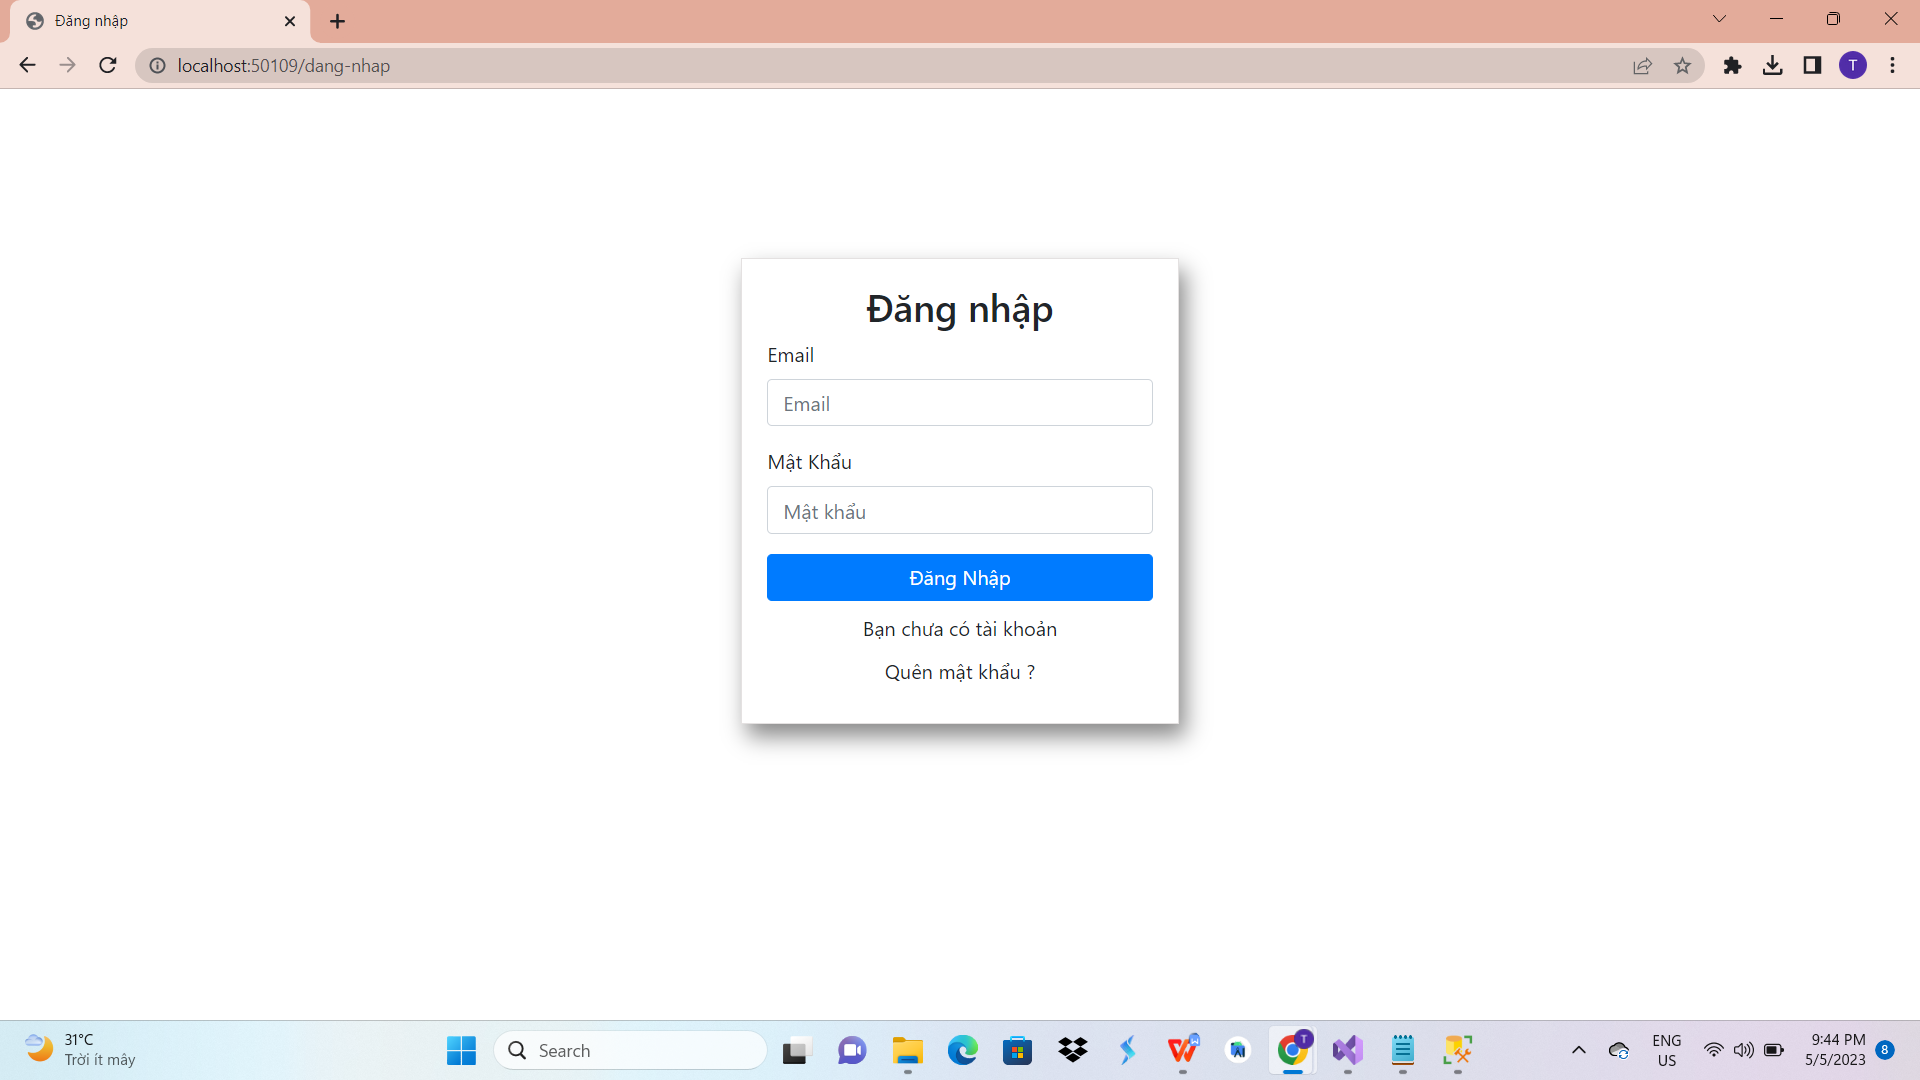 Đăng nhập
localhost:50109/dang-nhap
T
Đăng nhập
Email
Email
Mật Khẩu
Mật khẩu
Đăng Nhập
Bạn chưa có tài khoản
Quên mật khẩu ?
31°C
Trời ít mây
Search
T
ENG
US
9:44 PM
5/5/2023
8